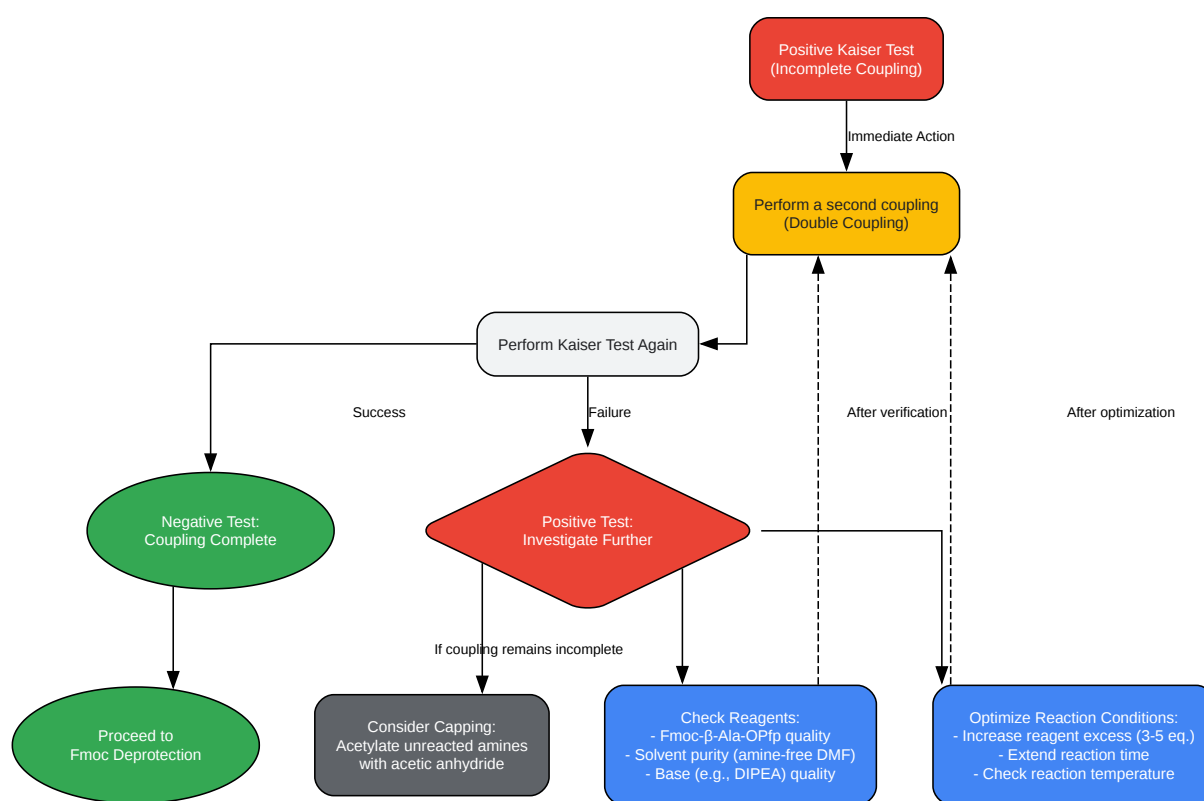 Positive Kaiser Test
(Incomplete Coupling)
Immediate Action
Perform a second coupling
(Double Coupling)
Perform Kaiser Test Again
Success
Failure
After verification
After optimization
Negative Test:
Coupling Complete
Positive Test:
Investigate Further
If coupling remains incomplete
Proceed to
Fmoc Deprotection
Consider Capping:
Acetylate unreacted amines
with acetic anhydride
Check Reagents:
- Fmoc-β-Ala-OPfp quality
- Solvent purity (amine-free DMF)
- Base (e.g., DIPEA) quality
Optimize Reaction Conditions:
- Increase reagent excess (3-5 eq.)
- Extend reaction time
- Check reaction temperature